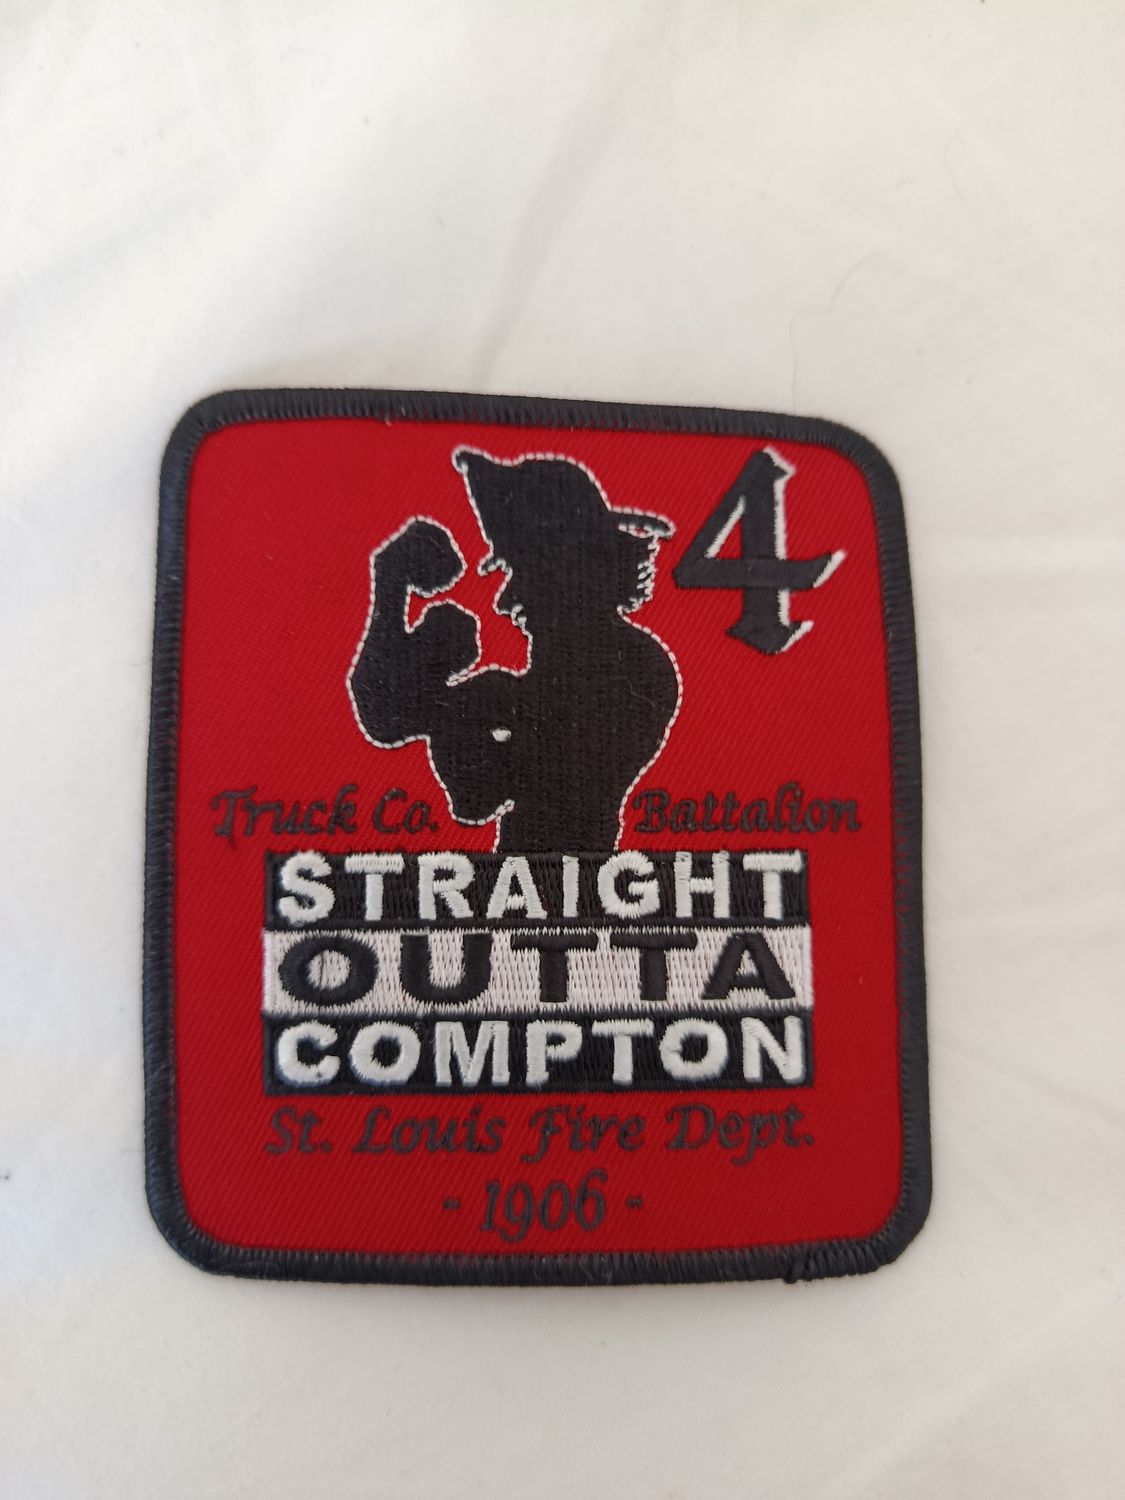 4
Truck Co. Battalion
STRAIGHT
OUTTA
COMPTON
St. Louis Fire Dept.
- 1906 -